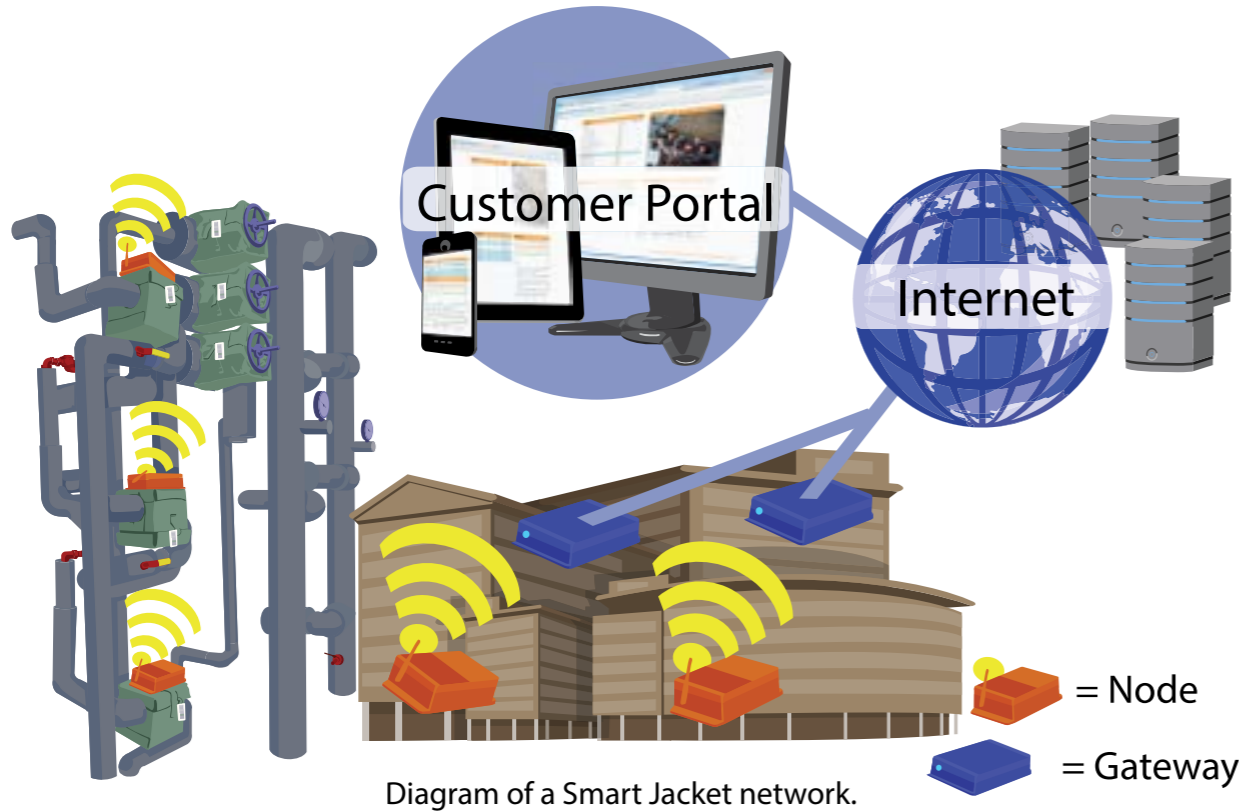 Customer Portal
Internet
= Node
= Gateway
Diagram of a Smart Jacket network.